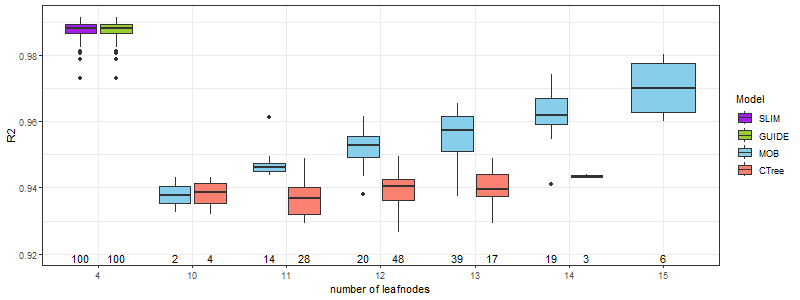 R2
0.98
0.96
0.94
0.92
100 100 2 4 14 28 20 48 39 17 19 3 6
4 10 11 12 13 14 15
number of leafnodes
Model
SLIM
GUIDE
MOB
CTree